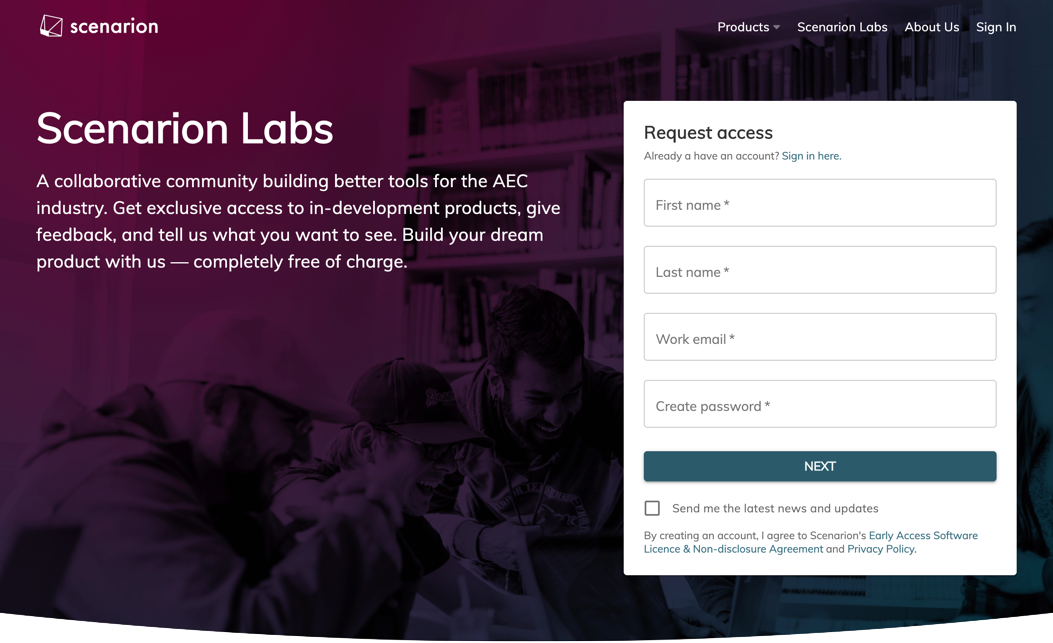 scenarion
Products
Scenarion Labs
About Us
Sign In
Scenarion Labs
A collaborative community building better tools for the AEC
industry. Get exclusive access to in-development products, give
feedback, and tell us what you want to see. Build your dream
product with us — completely free of charge.
Request access
Already a have an account? Sign in here.
First name *
Last name *
Work email *
Create password *
NEXT
Send me the latest news and updates
By creating an account, I agree to Scenarion's Early Access Software
Licence & Non-disclosure Agreement and Privacy Policy.